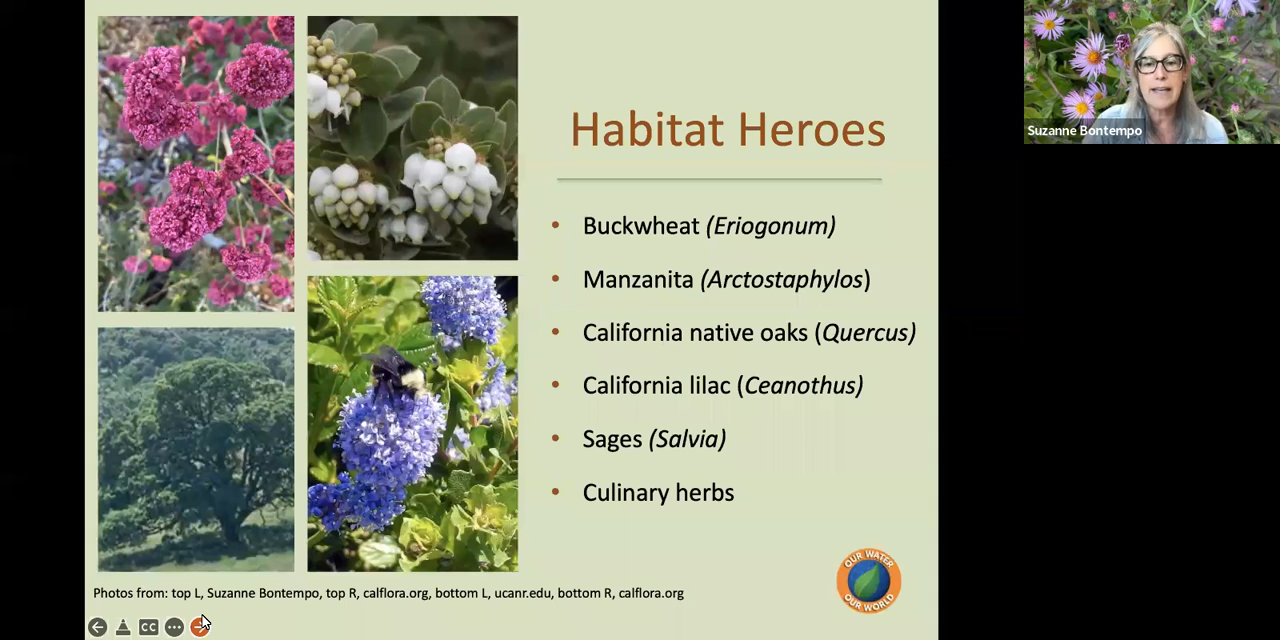 Habitat Heroes
• Buckwheat (Eriogonum)
• Manzanita (Arctostaphylos)
• California native oaks (Quercus)
• California lilac (Ceanothus)
• Sages (Salvia)
• Culinary herbs
OUR WATER
OUR WORLD
Photos from: top L, Suzanne Bontempo, top R, calflora.org, bottom L, ucanr.edu, bottom R, calflora.org
CC
Suzanne Bontempo